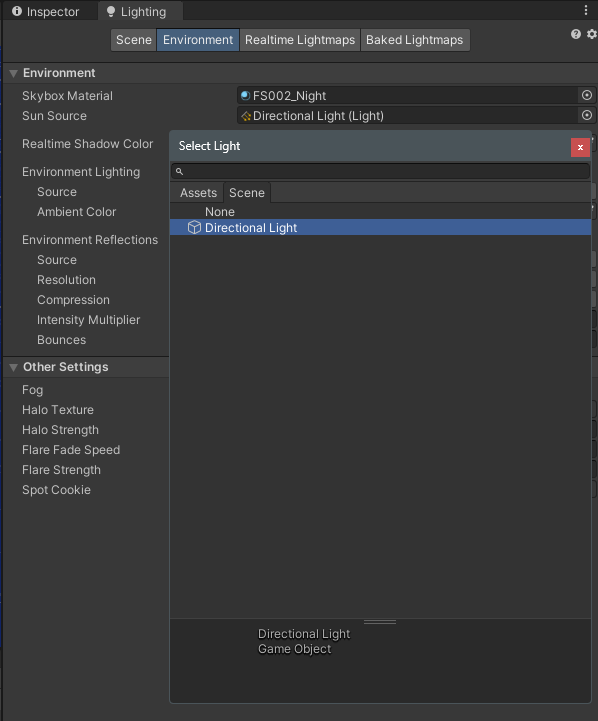 Inspector
Lighting
Scene Environment Realtime Lightmaps Baked Lightmaps
Environment
Skybox Material FS002_Night
Sun Source Directional Light (Light)
Realtime Shadow Color
Environment Lighting
Source
Ambient Color
Environment Reflections
Source
Resolution
Compression
Intensity Multiplier
Bounces
Other Settings
Fog
Halo Texture
Halo Strength
Flare Fade Speed
Flare Strength
Spot Cookie
Select Light
x
Assets Scene
None
Directional Light
Directional Light
Game Object